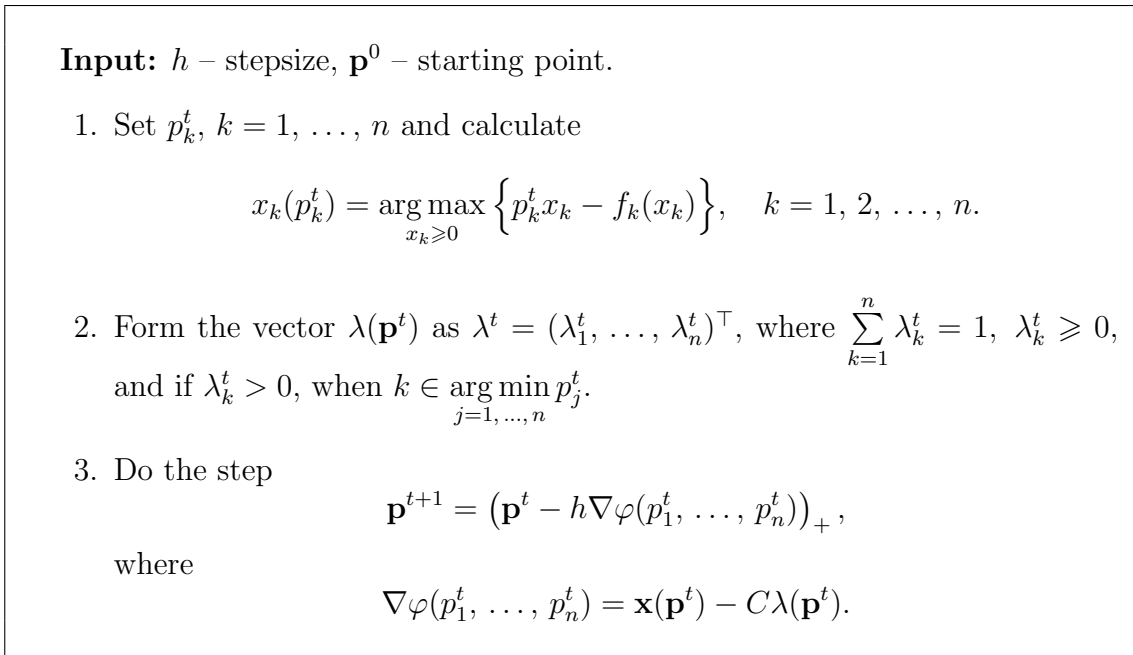 Input: h – stepsize, p^0 – starting point.
1. Set p_k^t, k = 1, …, n and calculate
x_k(p_k^t) = arg max_{x_k⩾0} { p_k^t x_k − f_k(x_k) }, k = 1, 2, …, n.
2. Form the vector λ(p^t) as λ^t = (λ_1^t, …, λ_n^t)^⊤, where ∑_{k=1}^n λ_k^t = 1, λ_k^t ⩾ 0,
and if λ_k^t > 0, when k ∈ arg min_{j=1,…,n} p_j^t.
3. Do the step
p^{t+1} = (p^t − h∇φ(p_1^t, …, p_n^t))_+ ,
where
∇φ(p_1^t, …, p_n^t) = x(p^t) − Cλ(p^t).